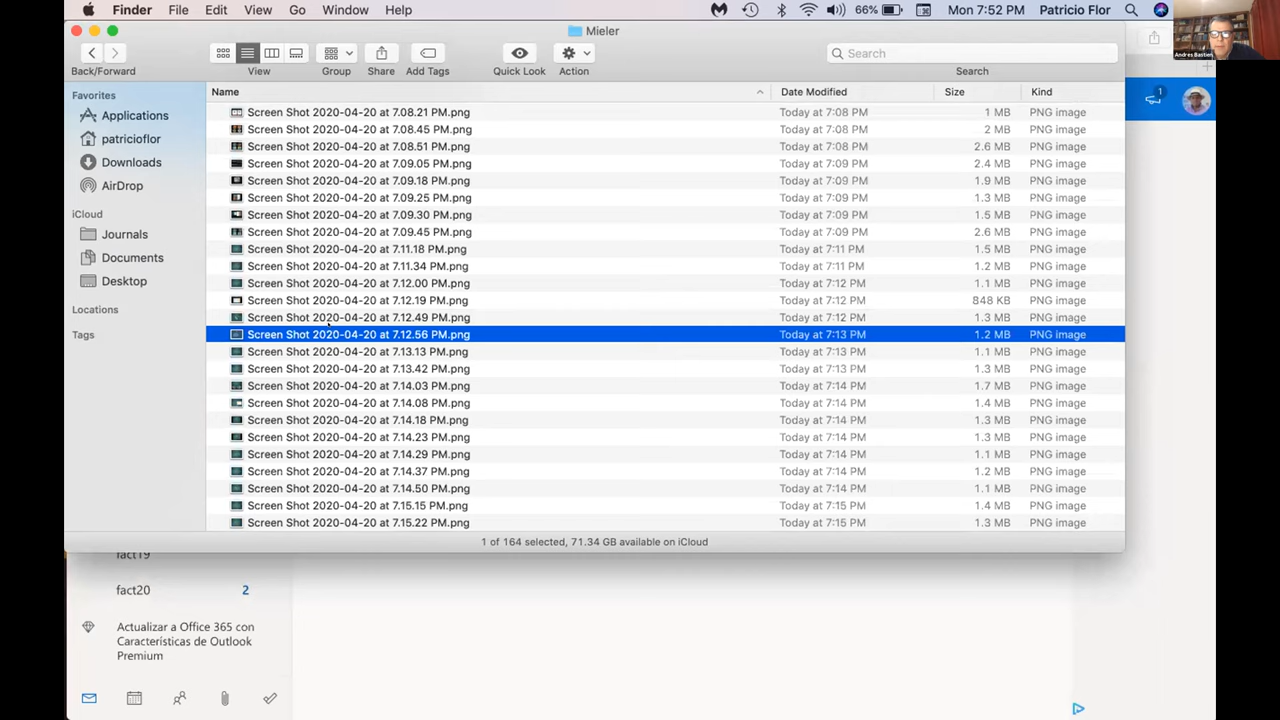 Finder File Edit View Go Window Help 66% Mon 7:52 PM Patricio Flor
Mieler
Andres Bastien
Search
Back/Forward View Group Share Add Tags Quick Look Action Search
Favorites
Applications
patricioflor
Downloads
AirDrop
iCloud
Journals
Documents
Desktop
Locations
Tags
Name Date Modified Size Kind
Screen Shot 2020-04-20 at 7.08.21 PM.png Today at 7:08 PM 1 MB PNG image
Screen Shot 2020-04-20 at 7.08.45 PM.png Today at 7:08 PM 2 MB PNG image
Screen Shot 2020-04-20 at 7.08.51 PM.png Today at 7:08 PM 2.6 MB PNG image
Screen Shot 2020-04-20 at 7.09.05 PM.png Today at 7:09 PM 2.4 MB PNG image
Screen Shot 2020-04-20 at 7.09.18 PM.png Today at 7:09 PM 1.9 MB PNG image
Screen Shot 2020-04-20 at 7.09.25 PM.png Today at 7:09 PM 1.3 MB PNG image
Screen Shot 2020-04-20 at 7.09.30 PM.png Today at 7:09 PM 1.5 MB PNG image
Screen Shot 2020-04-20 at 7.09.45 PM.png Today at 7:09 PM 2.6 MB PNG image
Screen Shot 2020-04-20 at 7.11.18 PM.png Today at 7:11 PM 1.5 MB PNG image
Screen Shot 2020-04-20 at 7.11.34 PM.png Today at 7:11 PM 1.2 MB PNG image
Screen Shot 2020-04-20 at 7.12.00 PM.png Today at 7:12 PM 1.1 MB PNG image
Screen Shot 2020-04-20 at 7.12.19 PM.png Today at 7:12 PM 848 KB PNG image
Screen Shot 2020-04-20 at 7.12.49 PM.png Today at 7:12 PM 1.3 MB PNG image
Screen Shot 2020-04-20 at 7.12.56 PM.png Today at 7:13 PM 1.2 MB PNG image
Screen Shot 2020-04-20 at 7.13.13 PM.png Today at 7:13 PM 1.1 MB PNG image
Screen Shot 2020-04-20 at 7.13.42 PM.png Today at 7:13 PM 1.3 MB PNG image
Screen Shot 2020-04-20 at 7.14.03 PM.png Today at 7:14 PM 1.7 MB PNG image
Screen Shot 2020-04-20 at 7.14.08 PM.png Today at 7:14 PM 1.4 MB PNG image
Screen Shot 2020-04-20 at 7.14.18 PM.png Today at 7:14 PM 1.3 MB PNG image
Screen Shot 2020-04-20 at 7.14.23 PM.png Today at 7:14 PM 1.3 MB PNG image
Screen Shot 2020-04-20 at 7.14.29 PM.png Today at 7:14 PM 1.1 MB PNG image
Screen Shot 2020-04-20 at 7.14.37 PM.png Today at 7:14 PM 1.2 MB PNG image
Screen Shot 2020-04-20 at 7.14.50 PM.png Today at 7:14 PM 1.1 MB PNG image
Screen Shot 2020-04-20 at 7.15.15 PM.png Today at 7:15 PM 1.4 MB PNG image
Screen Shot 2020-04-20 at 7.15.22 PM.png Today at 7:15 PM 1.3 MB PNG image
1 of 164 selected, 71.34 GB available on iCloud
1
fact19
fact20 2
Actualizar a Office 365 con
Características de Outlook
Premium